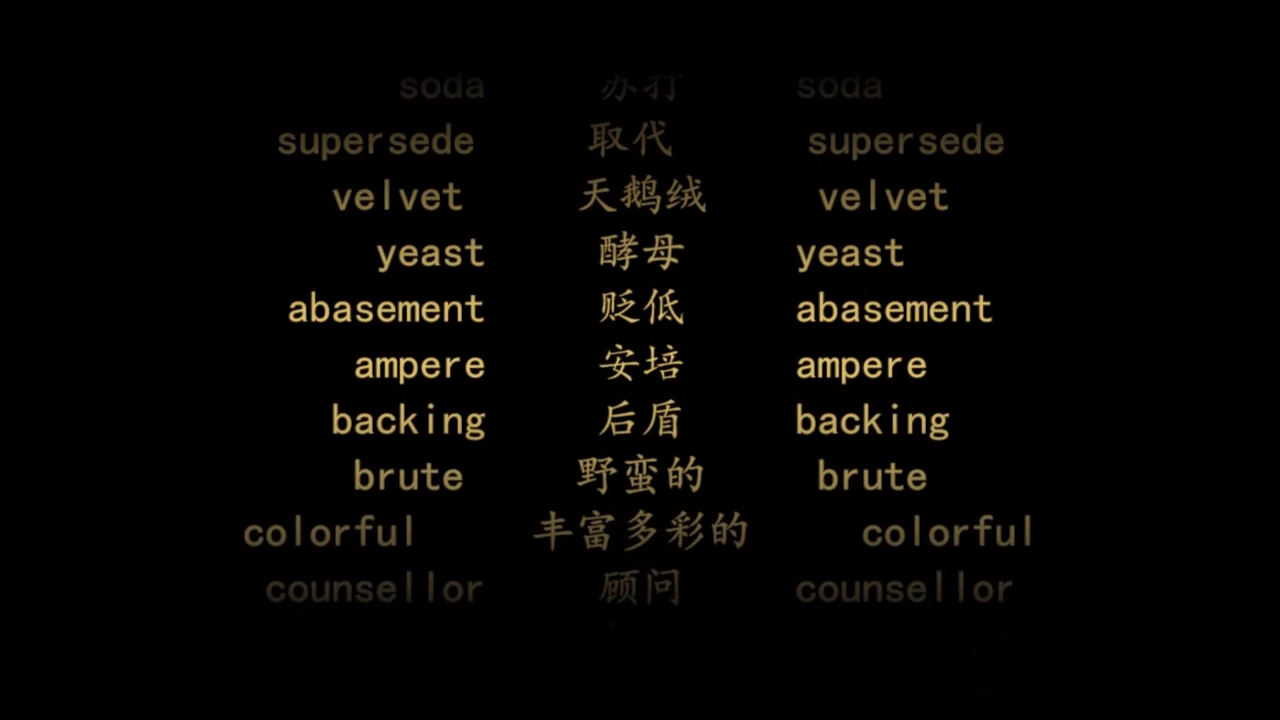 soda 苏打 soda
supersede 取代 supersede
velvet 天鹅绒 velvet
yeast 酵母 yeast
abasement 贬低 abasement
ampere 安培 ampere
backing 后盾 backing
brute 野蛮的 brute
colorful 丰富多彩的 colorful
counsellor 顾问 counsellor